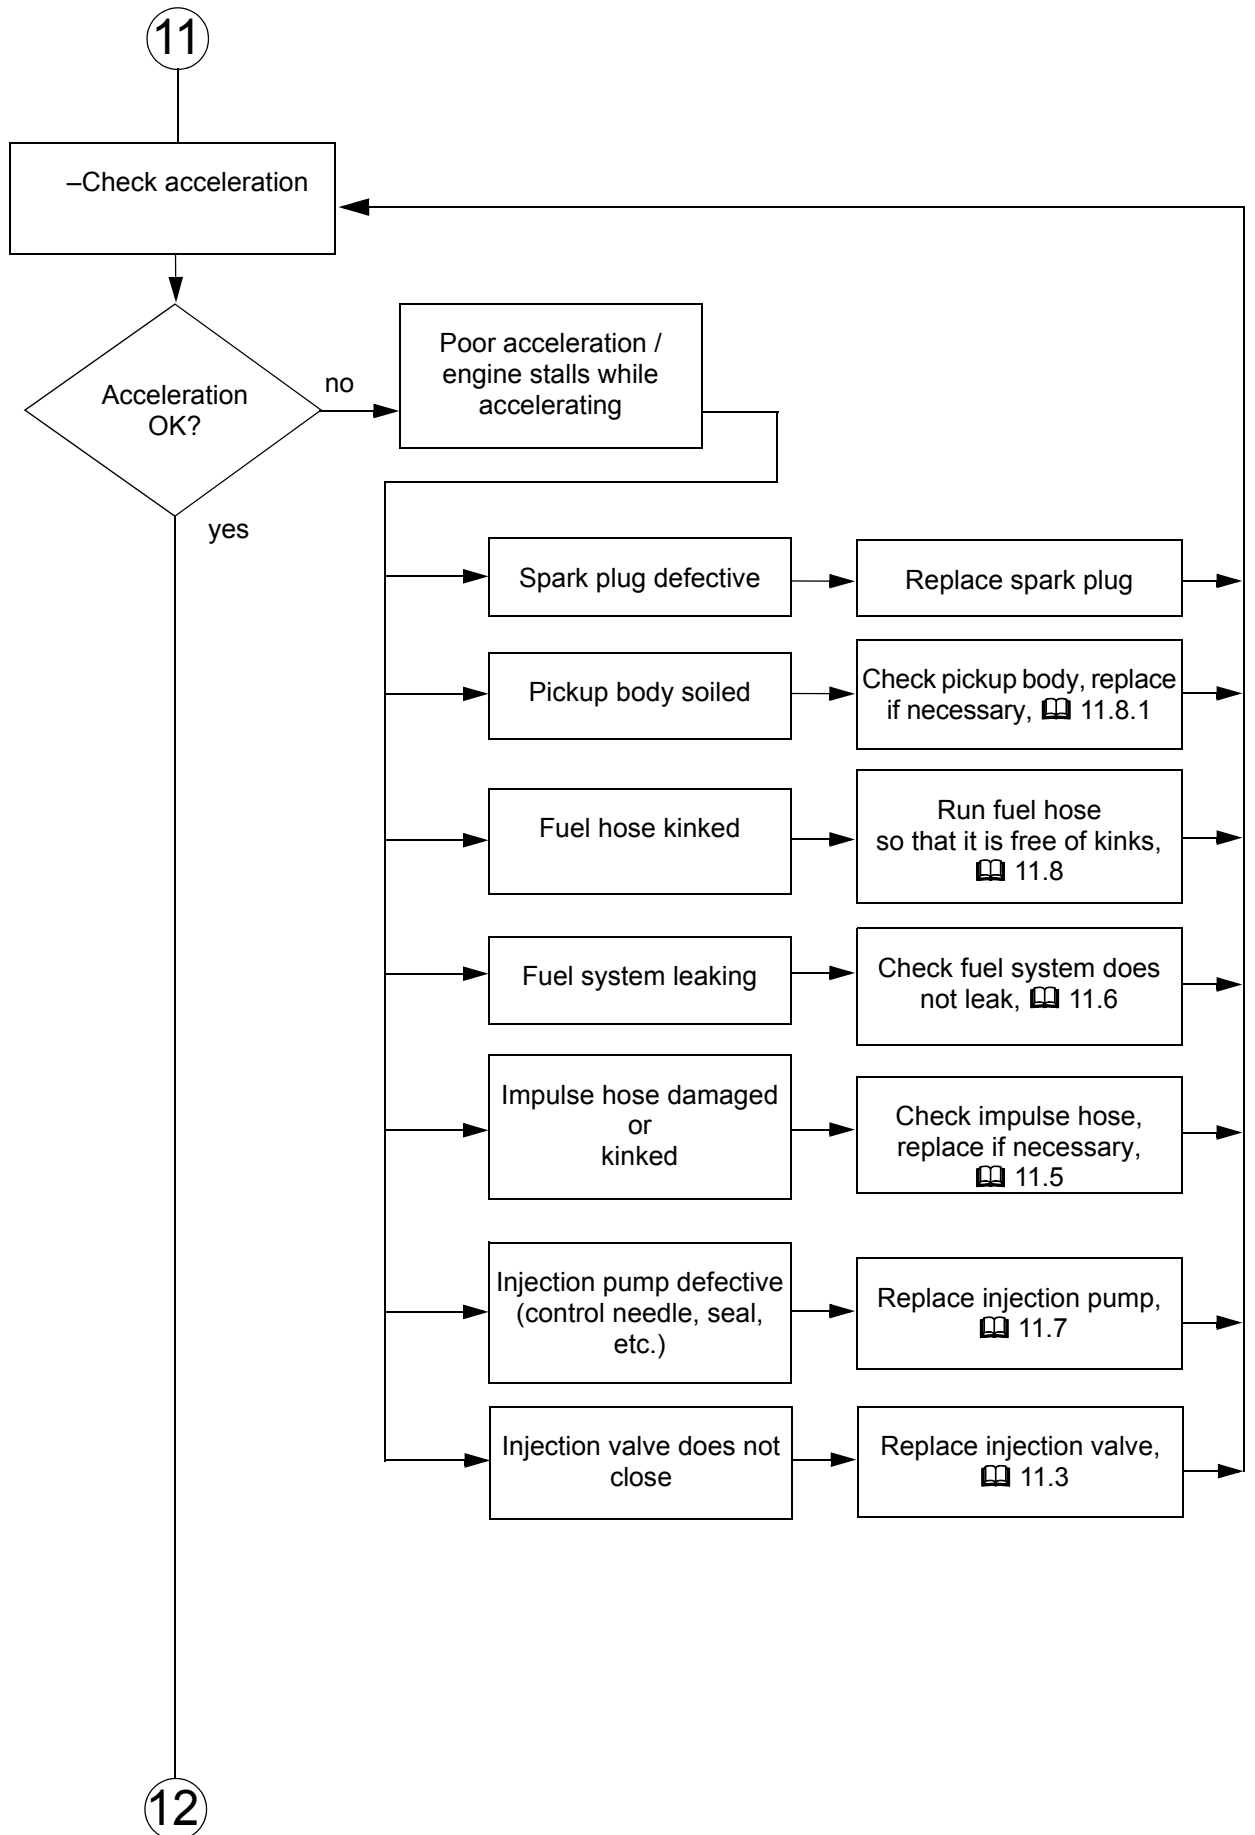 11
–Check acceleration
Acceleration
OK?
no
yes
Poor acceleration /
engine stalls while
accelerating
Spark plug defective
Replace spark plug
Pickup body soiled
Check pickup body, replace
if necessary, 🕮 11.8.1
Fuel hose kinked
Run fuel hose
so that it is free of kinks,
🕮 11.8
Fuel system leaking
Check fuel system does
not leak, 🕮 11.6
Impulse hose damaged
or
kinked
Check impulse hose,
replace if necessary,
🕮 11.5
Injection pump defective
(control needle, seal,
etc.)
Replace injection pump,
🕮 11.7
Injection valve does not
close
Replace injection valve,
🕮 11.3
12